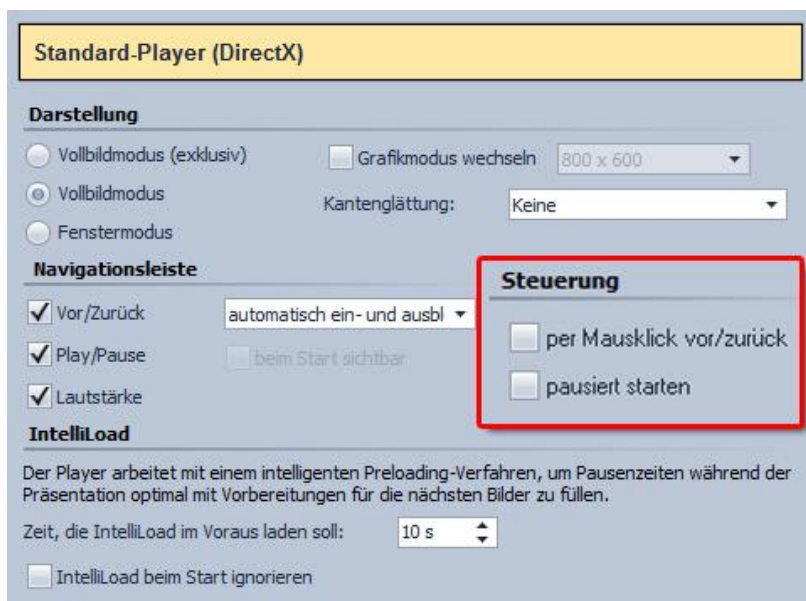 Standard-Player (DirectX)
Darstellung
Vollbildmodus (exklusiv)
Grafikmodus wechseln
800 x 600
Vollbildmodus
Kantenglättung:
Keine
Fenstermodus
Navigationsleiste
Vor/Zurück
automatisch ein- und ausbl
Play/Pause
beim Start sichtbar
Lautstärke
Steuerung
per Mausklick vor/zurück
pausiert starten
IntelliLoad
Der Player arbeitet mit einem intelligenten Preloading-Verfahren, um Pausenzeiten während der
Präsentation optimal mit Vorbereitungen für die nächsten Bilder zu füllen.
Zeit, die IntelliLoad im Voraus laden soll:
10 s
IntelliLoad beim Start ignorieren